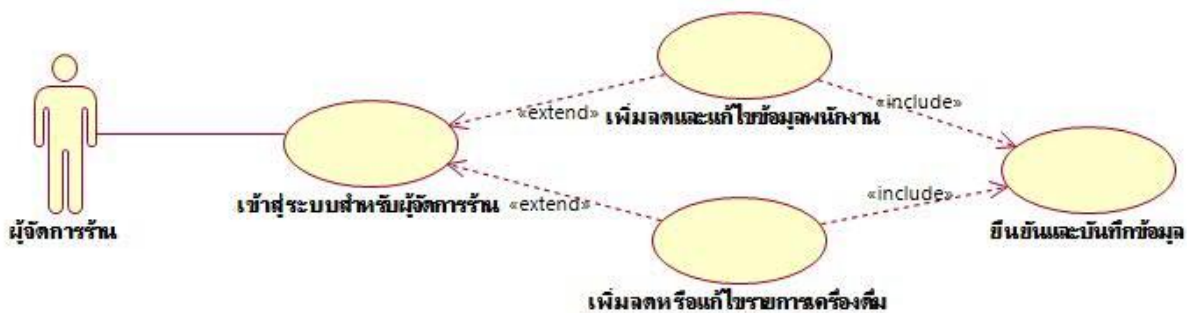 «extend»
เพิ่มลดและแก้ไขข้อมูลพนักงาน
«include»
เข้าสู่ระบบสำหรับผู้จัดการร้าน
«extend»
«include»
ผู้จัดการร้าน
ยืนยันและบันทึกข้อมูล
เพิ่มลดหรือแก้ไขรายการเครื่องดื่ม